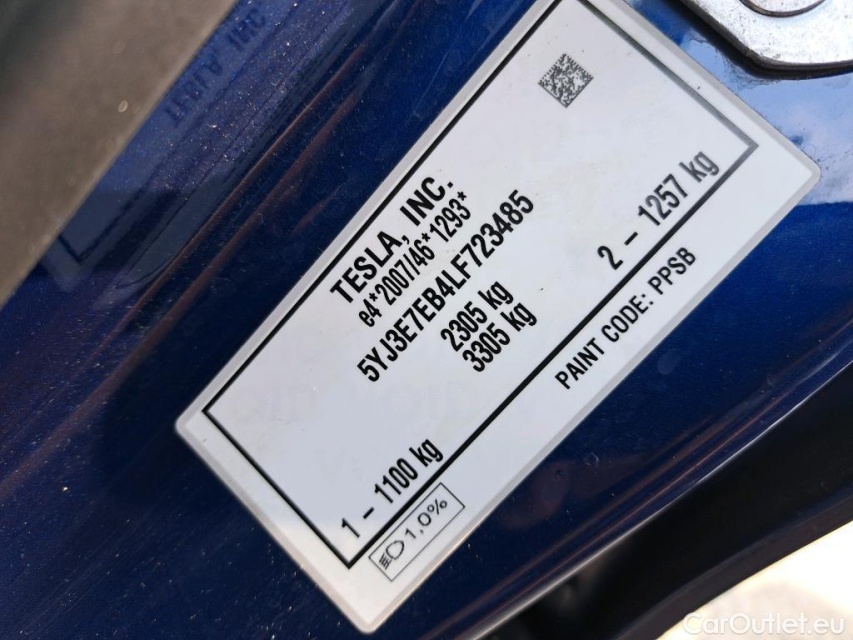 TESLA, INC.
e4*2007/46*1293*
5YJ3E7EB4LF723485
2305 kg
3305 kg
1 - 1100 kg
2 - 1257 kg
1,0%
PAINT CODE: PPSB
CarOutlet.eu